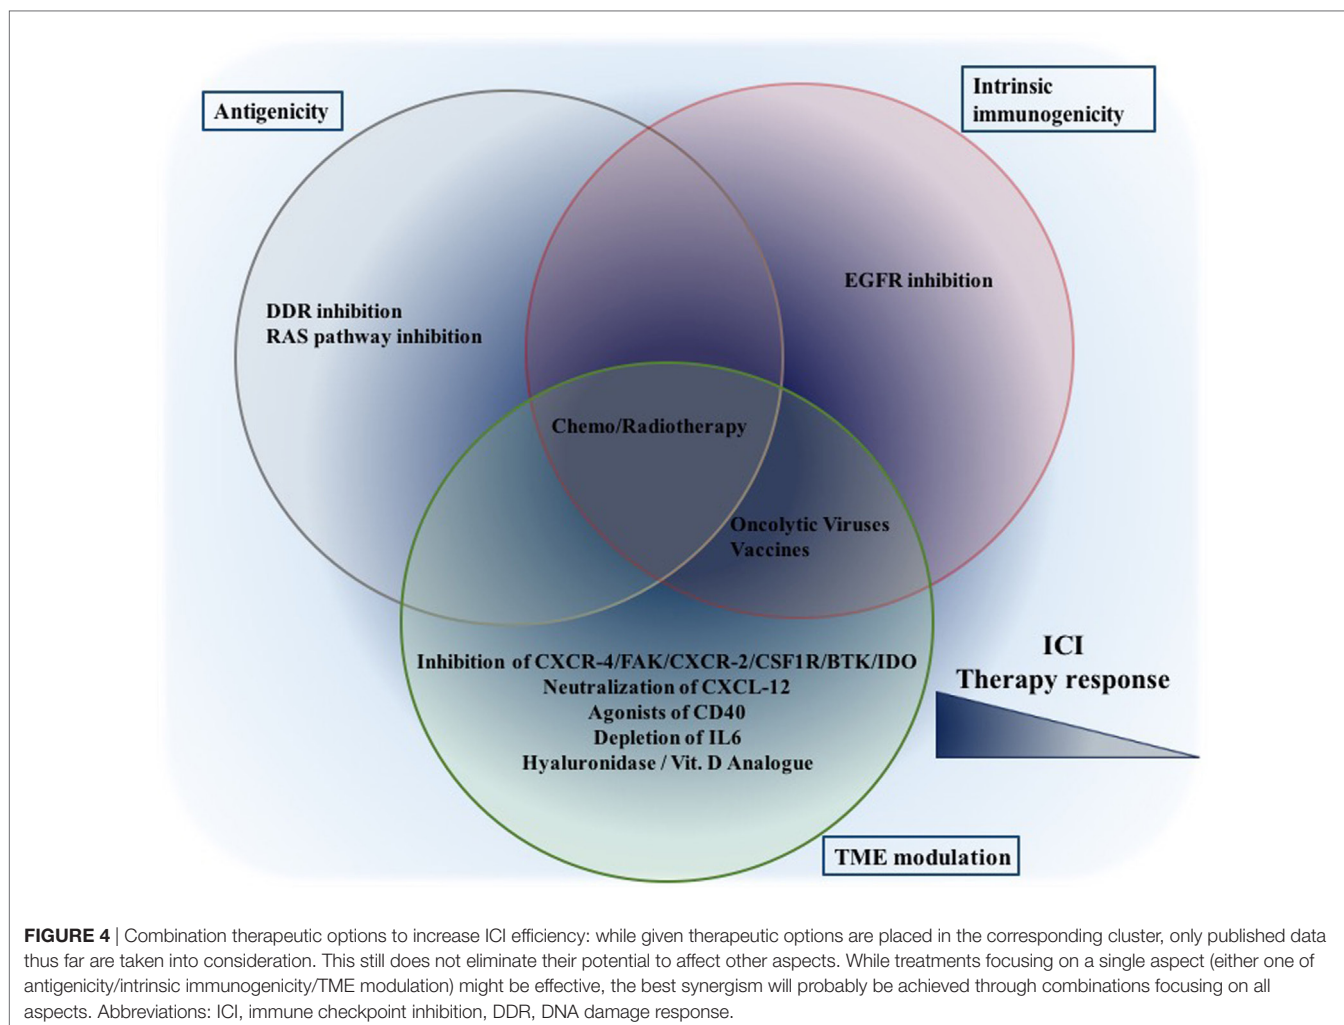 Antigenicity
Intrinsic
immunogenicity
EGFR inhibition
DDR inhibition
RAS pathway inhibition
Chemo/Radiotherapy
Oncolytic Viruses
Vaccines
Inhibition of CXCR-4/FAK/CXCR-2/CSF1R/BTK/IDO
Neutralization of CXCL-12
Agonists of CD40
Depletion of IL6
Hyaluronidase / Vit. D Analogue
ICI
Therapy response
TME modulation
FIGURE 4 | Combination therapeutic options to increase ICI efficiency: while given therapeutic options are placed in the corresponding cluster, only published data
thus far are taken into consideration. This still does not eliminate their potential to affect other aspects. While treatments focusing on a single aspect (either one of
antigenicity/intrinsic immunogenicity/TME modulation) might be effective, the best synergism will probably be achieved through combinations focusing on all
aspects. Abbreviations: ICI, immune checkpoint inhibition, DDR, DNA damage response.